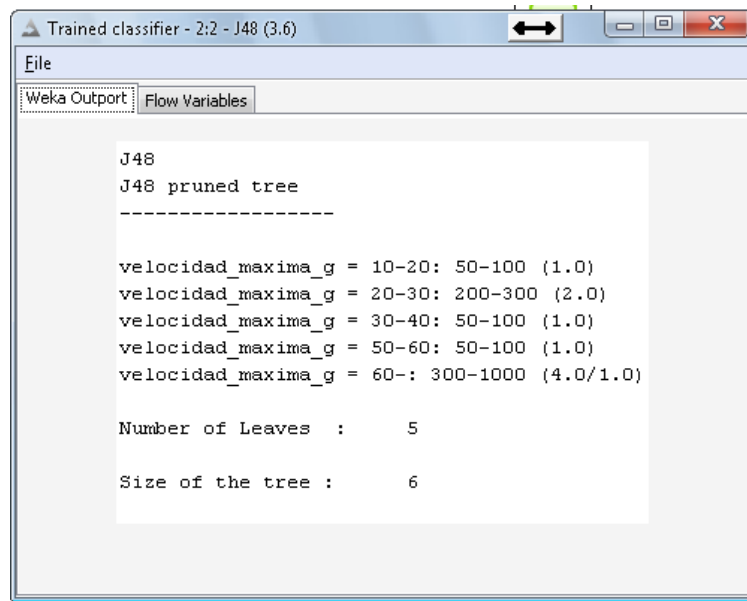 Trained classifier - 2:2 - J48 (3.6)
File
Weka Outport Flow Variables
J48
J48 pruned tree
------------------
velocidad_maxima_g = 10-20: 50-100 (1.0)
velocidad_maxima_g = 20-30: 200-300 (2.0)
velocidad_maxima_g = 30-40: 50-100 (1.0)
velocidad_maxima_g = 50-60: 50-100 (1.0)
velocidad_maxima_g = 60-: 300-1000 (4.0/1.0)
Number of Leaves : 5
Size of the tree : 6